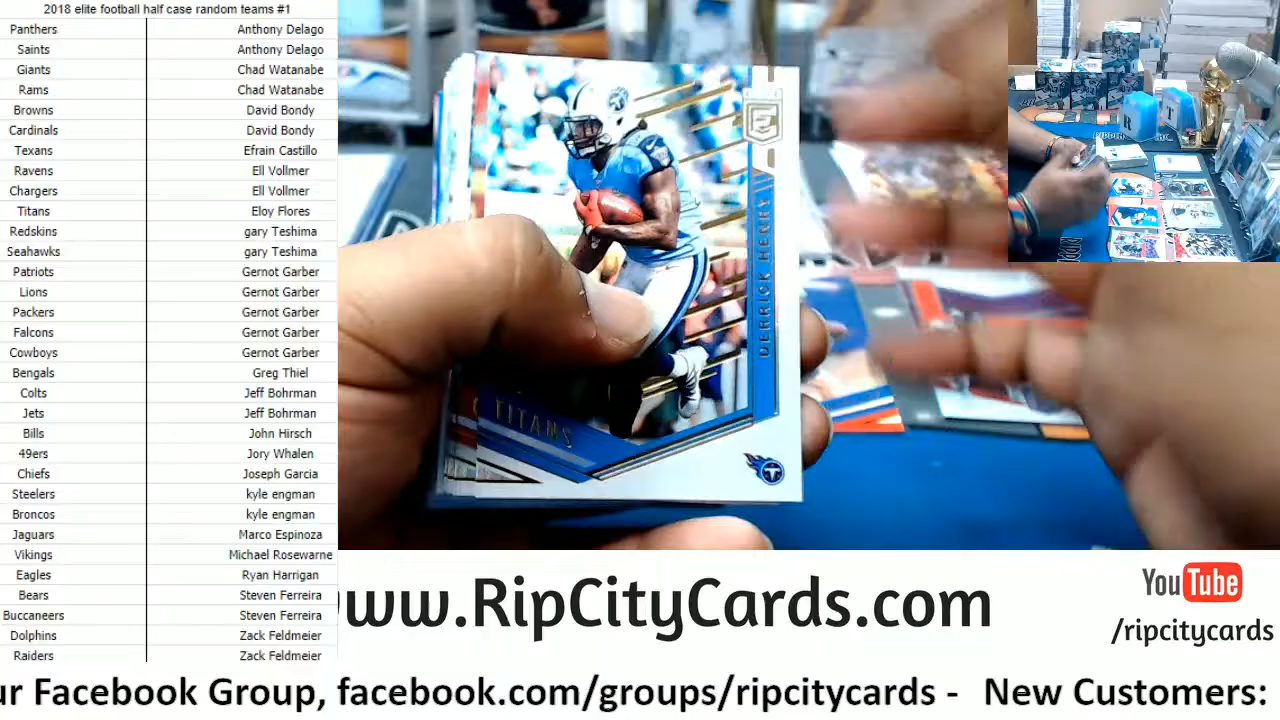 2018 elite football half case random teams #1
Panthers Anthony Delago
Saints Anthony Delago
Giants Chad Watanabe
Rams Chad Watanabe
Browns David Bondy
Cardinals David Bondy
Texans Efrain Castillo
Ravens Ell Vollmer
Chargers Ell Vollmer
Titans Eloy Flores
Redskins gary Teshima
Seahawks gary Teshima
Patriots Gernot Garber
Lions Gernot Garber
Packers Gernot Garber
Falcons Gernot Garber
Cowboys Gernot Garber
Bengals Greg Thiel
Colts Jeff Bohrman
Jets Jeff Bohrman
Bills John Hirsch
49ers Jory Whalen
Chiefs Joseph Garcia
Steelers kyle engman
Broncos kyle engman
Jaguars Marco Espinoza
Vikings Michael Rosewarne
Eagles Ryan Harrigan
Bears Steven Ferreira
Buccaneers Steven Ferreira
Dolphins Zack Feldmeier
Raiders Zack Feldmeier
DERRICK HENRY
TITANS
www.RipCityCards.com
YouTube
/ripcitycards
ur Facebook Group, facebook.com/groups/ripcitycards - New Customers: